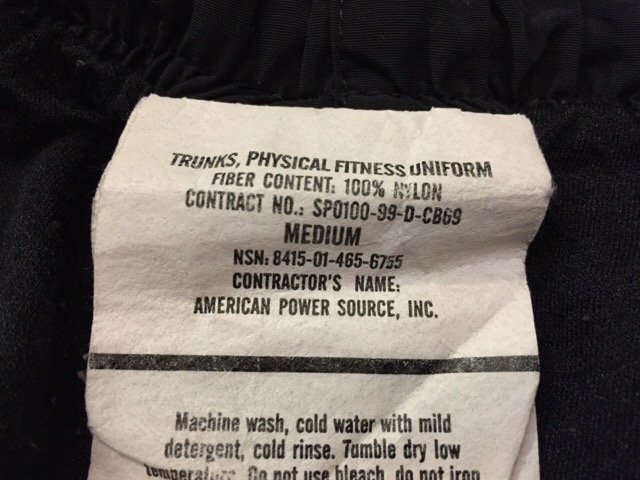 TRUNKS, PHYSICAL FITNESS UNIFORM
FIBER CONTENT: 100% NYLON
CONTRACT NO.: SPO100-99-D-CB69
MEDIUM
NSN: 8415-01-465-6755
CONTRACTOR'S NAME:
AMERICAN POWER SOURCE, INC.
Machine wash, cold water with mild
detergent, cold rinse. Tumble dry low
temperature. Do not use bleach, do not iron